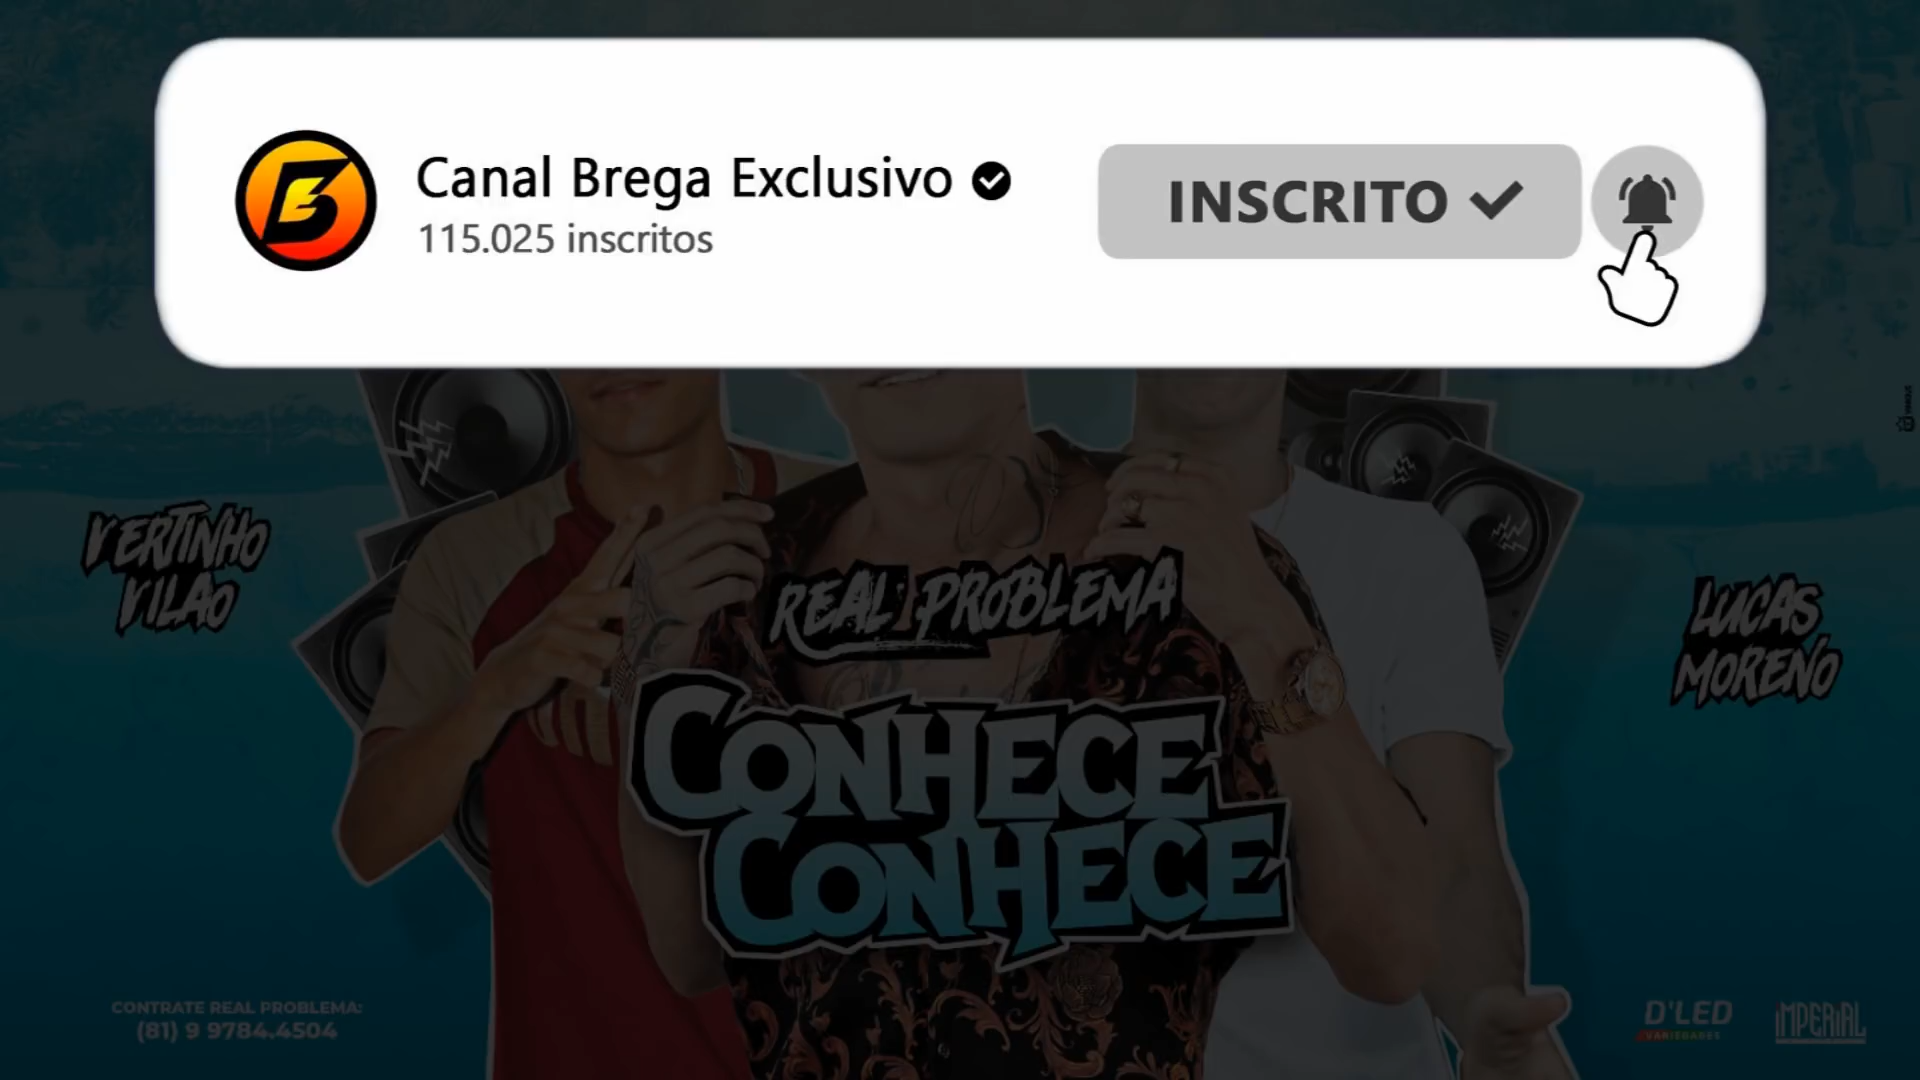 Canal Brega Exclusivo
115.025 inscritos
INSCRITO
VERTINHO
VILÃO
REAL PROBLEMA
LUCAS
MORENO
CONHECE
CONHECE
CONTRATE REAL PROBLEMA:
(81) 9 9784.4504
D'LED
VARIEDADES
IMPERIAL